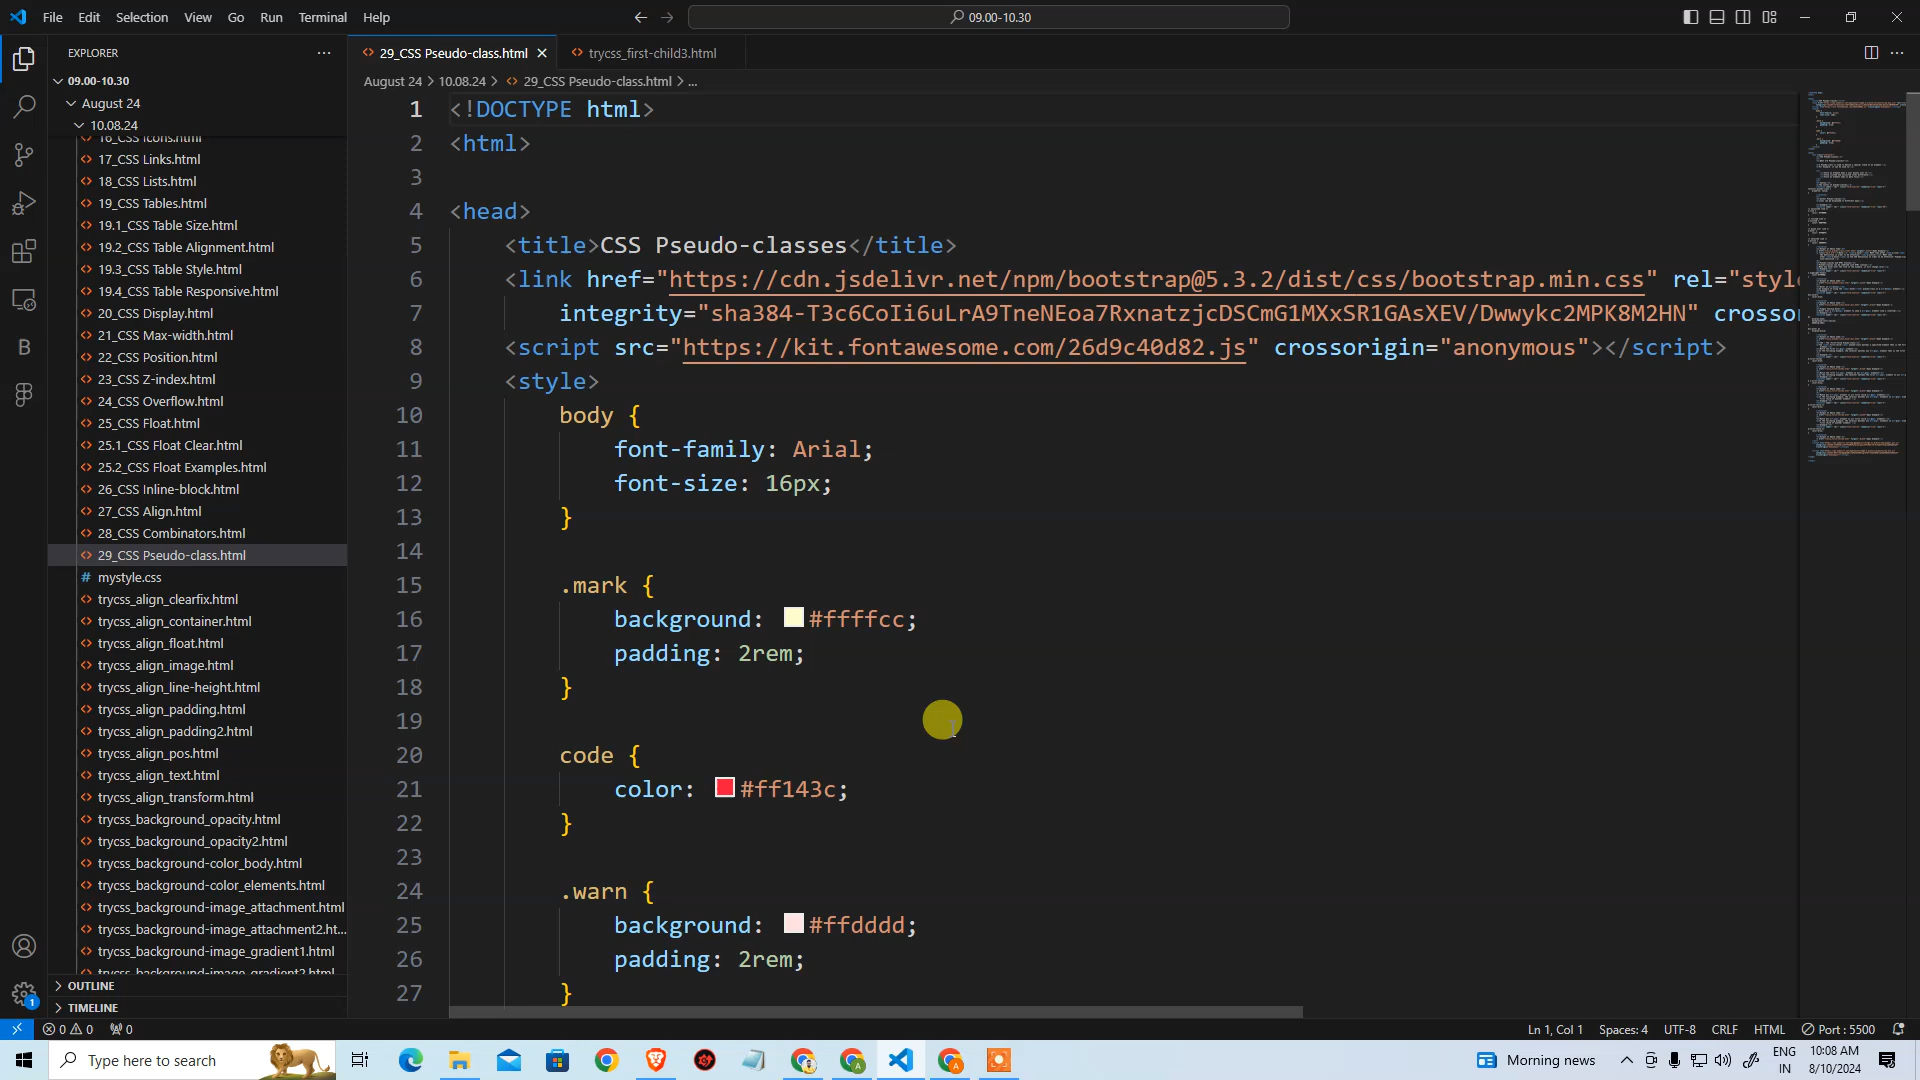 File Edit Selection View Go Run Terminal Help
09.00-10.30
EXPLORER
29_CSS Pseudo-class.html
trycss_first-child3.html
09.00-10.30
August 24 > 10.08.24 > 29_CSS Pseudo-class.html > ...
August 24
10.08.24
16_CSS Icons.html
17_CSS Links.html
18_CSS Lists.html
19_CSS Tables.html
19.1_CSS Table Size.html
19.2_CSS Table Alignment.html
19.3_CSS Table Style.html
19.4_CSS Table Responsive.html
20_CSS Display.html
21_CSS Max-width.html
22_CSS Position.html
23_CSS Z-index.html
24_CSS Overflow.html
25_CSS Float.html
25.1_CSS Float Clear.html
25.2_CSS Float Examples.html
26_CSS Inline-block.html
27_CSS Align.html
28_CSS Combinators.html
29_CSS Pseudo-class.html
# mystyle.css
trycss_align_clearfix.html
trycss_align_container.html
trycss_align_float.html
trycss_align_image.html
trycss_align_line-height.html
trycss_align_padding.html
trycss_align_padding2.html
trycss_align_pos.html
trycss_align_text.html
trycss_align_transform.html
trycss_background_opacity.html
trycss_background_opacity2.html
trycss_background-color_body.html
trycss_background-color_elements.html
trycss_background-image_attachment.html
trycss_background-image_attachment2.ht...
trycss_background-image_gradient1.html
trycss_background-image_gradient2.html
OUTLINE
TIMELINE
1 <!DOCTYPE html>
2 <html>
3
4 <head>
5 <title>CSS Pseudo-classes</title>
6 <link href="https://cdn.jsdelivr.net/npm/bootstrap@5.3.2/dist/css/bootstrap.min.css" rel="styl
7 integrity="sha384-T3c6CoIi6uLrA9TneNEoa7RxnatzjcDSCmG1MXxSR1GAsXEV/Dwwykc2MPK8M2HN" crosso
8 <script src="https://kit.fontawesome.com/26d9c40d82.js" crossorigin="anonymous"></script>
9 <style>
10 body {
11 font-family: Arial;
12 font-size: 16px;
13 }
14
15 .mark {
16 background: #ffffcc;
17 padding: 2rem;
18 }
19
20 code {
21 color: #ff143c;
22 }
23
24 .warn {
25 background: #ffdddd;
26 padding: 2rem;
27 }
1
0 0 0
Ln 1, Col 1 Spaces: 4 UTF-8 CRLF HTML Port : 5500
Type here to search
Morning news
ENG
IN
10:08 AM
8/10/2024